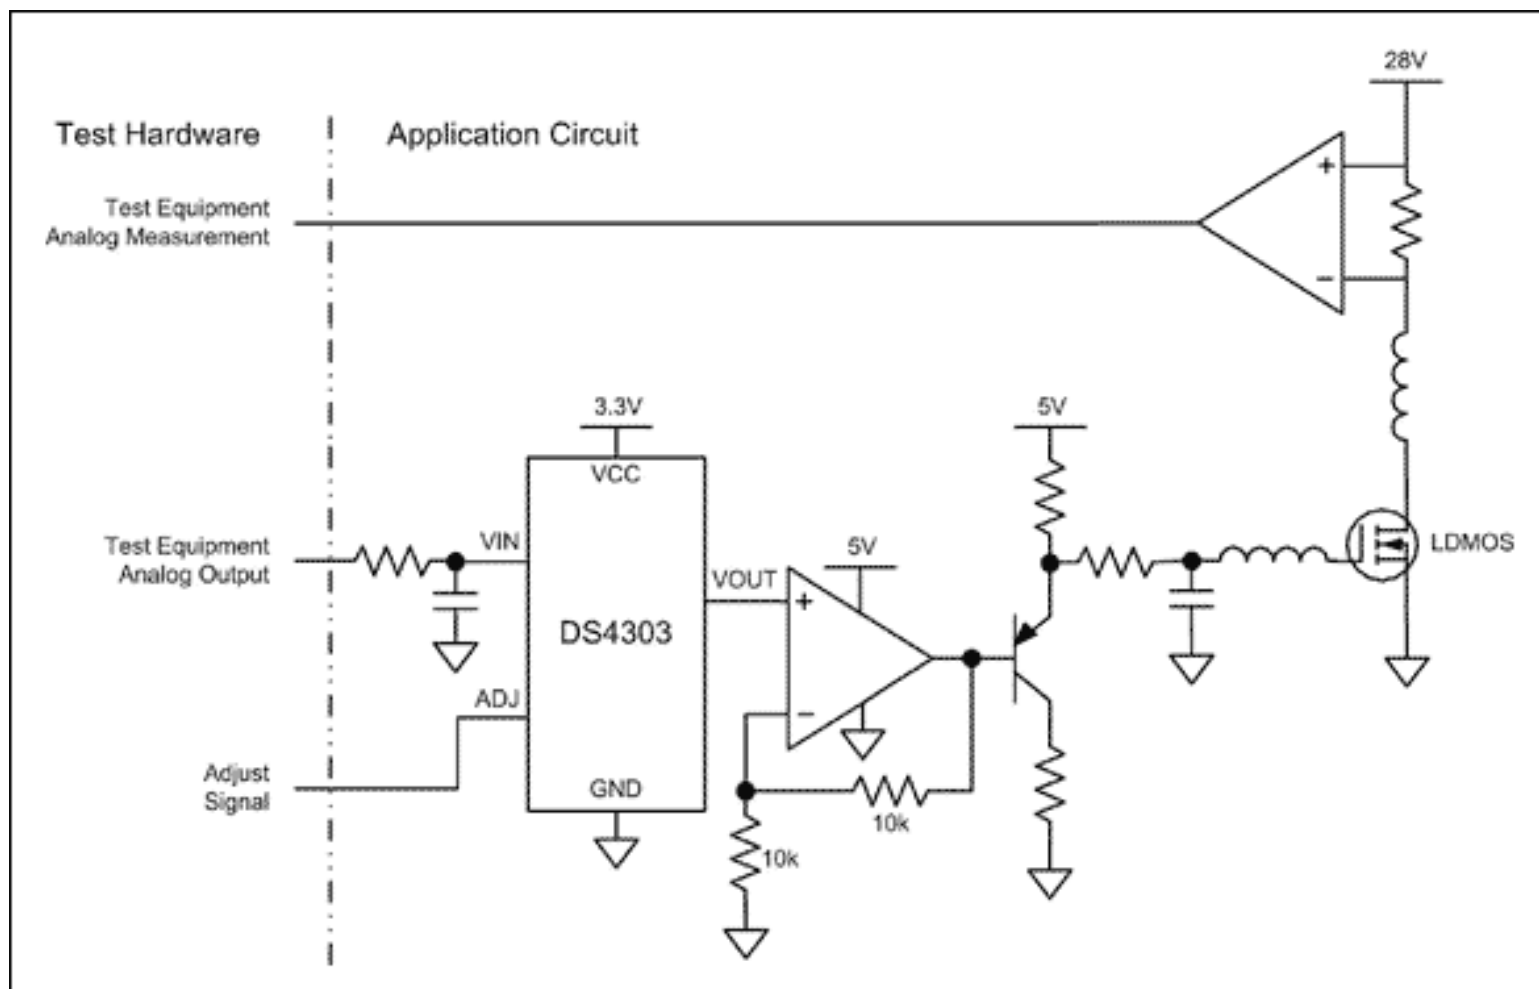 28V
Test Hardware
Application Circuit
+
Test Equipment
Analog Measurement
−
3.3V
5V
VCC
Test Equipment
Analog Output
VIN
5V
LDMOS
VOUT
+
DS4303
ADJ
−
Adjust
Signal
GND
10k
10k